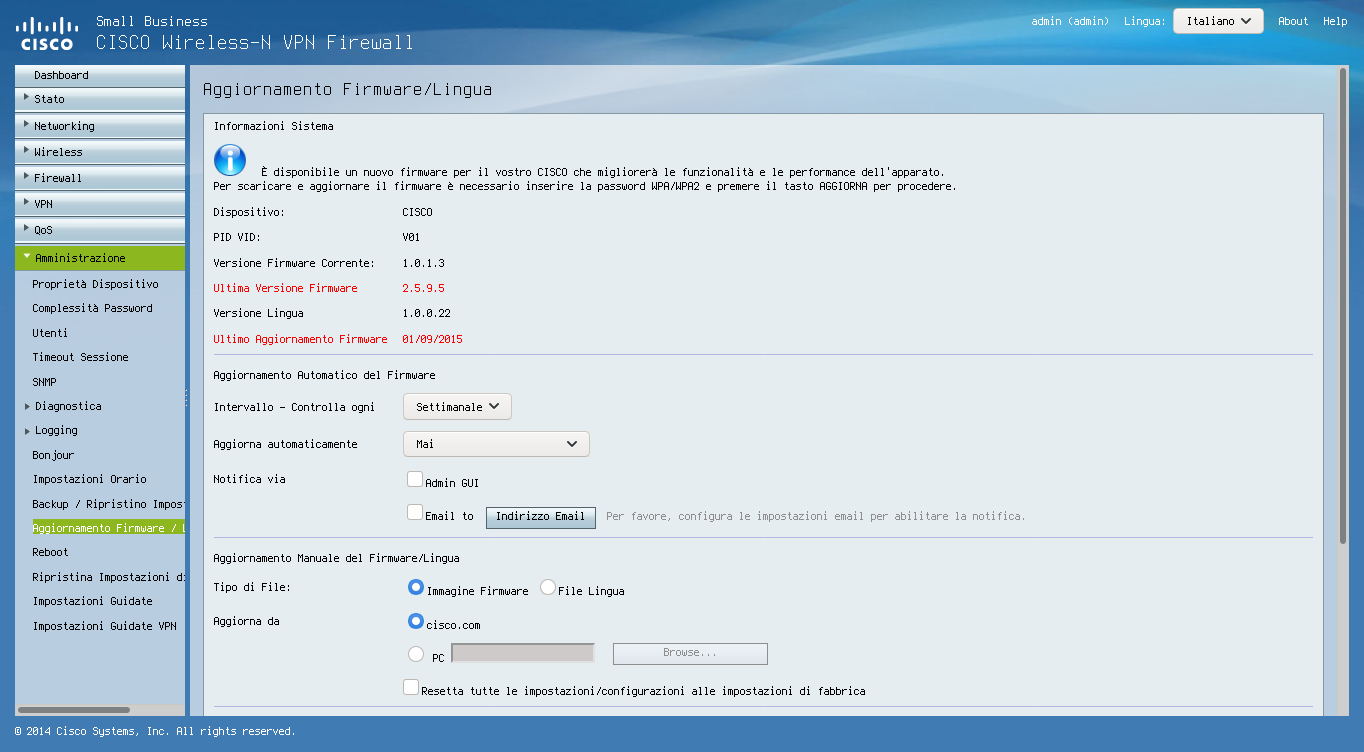 Small Business
CISCO CISCO Wireless-N VPN Firewall
admin (admin) Lingua: Italiano About Help
Dashboard
Stato
Networking
Wireless
Firewall
VPN
QoS
Amministrazione
Proprietà Dispositivo
Complessità Password
Utenti
Timeout Sessione
SNMP
Diagnostica
Logging
Bonjour
Impostazioni Orario
Backup / Ripristino Impost
Aggiornamento Firmware / L
Reboot
Ripristina Impostazioni di
Impostazioni Guidate
Impostazioni Guidate VPN
Aggiornamento Firmware/Lingua
Informazioni Sistema
È disponibile un nuovo firmware per il vostro CISCO che migliorerà le funzionalità e le performance dell'apparato.
Per scaricare e aggiornare il firmware è necessario inserire la password WPA/WPA2 e premere il tasto AGGIORNA per procedere.
Dispositivo: CISCO
PID VID: V01
Versione Firmware Corrente: 1.0.1.3
Ultima Versione Firmware 2.5.9.5
Versione Lingua 1.0.0.22
Ultimo Aggiornamento Firmware 01/09/2015
Aggiornamento Automatico del Firmware
Intervallo - Controlla ogni Settimanale
Aggiorna automaticamente Mai
Notifica via Admin GUI
Email to Indirizzo Email Per favore, configura le impostazioni email per abilitare la notifica.
Aggiornamento Manuale del Firmware/Lingua
Tipo di File: Immagine Firmware File Lingua
Aggiorna da cisco.com
PC Browse...
Resetta tutte le impostazioni/configurazioni alle impostazioni di fabbrica
© 2014 Cisco Systems, Inc. All rights reserved.